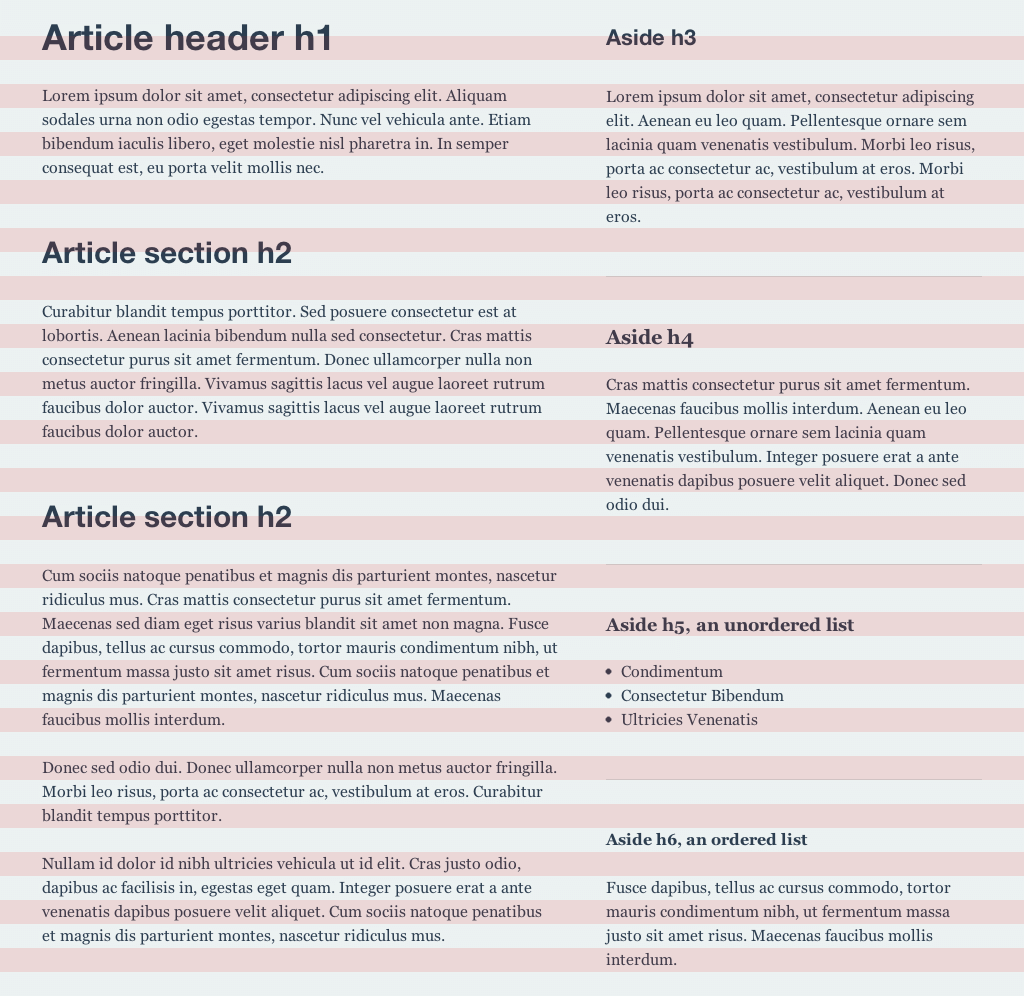 Article header h1
Lorem ipsum dolor sit amet, consectetur adipiscing elit. Aliquam
sodales urna non odio egestas tempor. Nunc vel vehicula ante. Etiam
bibendum iaculis libero, eget molestie nisl pharetra in. In semper
consequat est, eu porta velit mollis nec.
Article section h2
Curabitur blandit tempus porttitor. Sed posuere consectetur est at
lobortis. Aenean lacinia bibendum nulla sed consectetur. Cras mattis
consectetur purus sit amet fermentum. Donec ullamcorper nulla non
metus auctor fringilla. Vivamus sagittis lacus vel augue laoreet rutrum
faucibus dolor auctor. Vivamus sagittis lacus vel augue laoreet rutrum
faucibus dolor auctor.
Article section h2
Cum sociis natoque penatibus et magnis dis parturient montes, nascetur
ridiculus mus. Cras mattis consectetur purus sit amet fermentum.
Maecenas sed diam eget risus varius blandit sit amet non magna. Fusce
dapibus, tellus ac cursus commodo, tortor mauris condimentum nibh, ut
fermentum massa justo sit amet risus. Cum sociis natoque penatibus et
magnis dis parturient montes, nascetur ridiculus mus. Maecenas
faucibus mollis interdum.
Donec sed odio dui. Donec ullamcorper nulla non metus auctor fringilla.
Morbi leo risus, porta ac consectetur ac, vestibulum at eros. Curabitur
blandit tempus porttitor.
Nullam id dolor id nibh ultricies vehicula ut id elit. Cras justo odio,
dapibus ac facilisis in, egestas eget quam. Integer posuere erat a ante
venenatis dapibus posuere velit aliquet. Cum sociis natoque penatibus
et magnis dis parturient montes, nascetur ridiculus mus.
Aside h3
Lorem ipsum dolor sit amet, consectetur adipiscing
elit. Aenean eu leo quam. Pellentesque ornare sem
lacinia quam venenatis vestibulum. Morbi leo risus,
porta ac consectetur ac, vestibulum at eros. Morbi
leo risus, porta ac consectetur ac, vestibulum at
eros.
Aside h4
Cras mattis consectetur purus sit amet fermentum.
Maecenas faucibus mollis interdum. Aenean eu leo
quam. Pellentesque ornare sem lacinia quam
venenatis vestibulum. Integer posuere erat a ante
venenatis dapibus posuere velit aliquet. Donec sed
odio dui.
Aside h5, an unordered list
• Condimentum
• Consectetur Bibendum
• Ultricies Venenatis
Aside h6, an ordered list
Fusce dapibus, tellus ac cursus commodo, tortor
mauris condimentum nibh, ut fermentum massa
justo sit amet risus. Maecenas faucibus mollis
interdum.